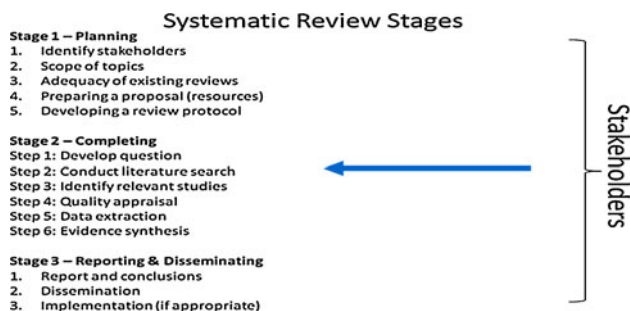 Systematic Review Stages
Stage 1 – Planning
1. Identify stakeholders
2. Scope of topics
3. Adequacy of existing reviews
4. Preparing a proposal (resources)
5. Developing a review protocol
Stage 2 – Completing
Step 1: Develop question
Step 2: Conduct literature search
Step 3: Identify relevant studies
Step 4: Quality appraisal
Step 5: Data extraction
Step 6: Evidence synthesis
Stage 3 – Reporting & Disseminating
1. Report and conclusions
2. Dissemination
3. Implementation (if appropriate)
Stakeholders